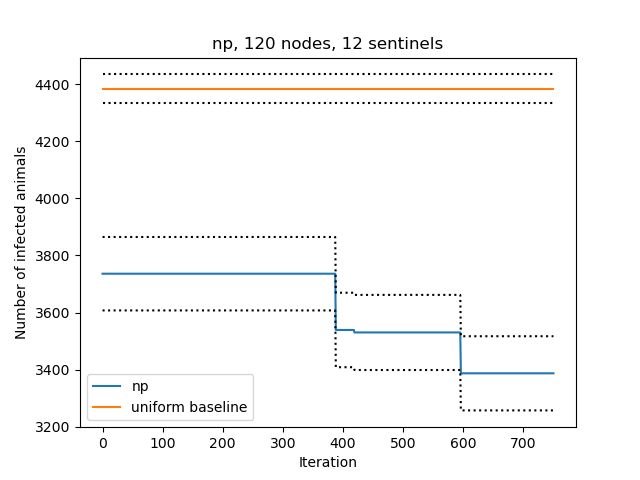 np, 120 nodes, 12 sentinels
Number of infected animals
4400
4200
4000
3800
3600
3400
3200
np
uniform baseline
0 100 200 300 400 500 600 700
Iteration